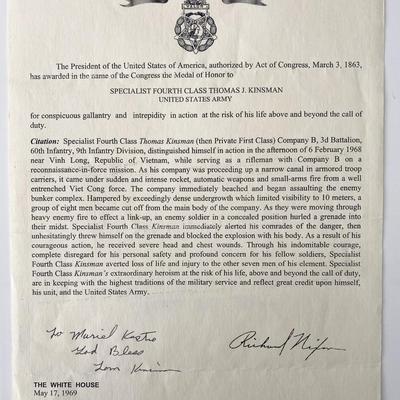 VALOR
The President of the United States of America, authorized by Act of Congress, March 3, 1863,
has awarded in the name of the Congress the Medal of Honor to
SPECIALIST FOURTH CLASS THOMAS J. KINSMAN
UNITED STATES ARMY
for conspicuous gallantry and intrepidity in action at the risk of his life above and beyond the call of
duty.
Citation: Specialist Fourth Class Thomas Kinsman (then Private First Class) Company B, 3d Battalion,
60th Infantry, 9th Infantry Division, distinguished himself in action in the afternoon of 6 February 1968
near Vinh Long, Republic of Vietnam, while serving as a rifleman with Company B on a
reconnaissance-in-force mission. As his company was proceeding up a narrow canal in armored troop
carriers, it came under sudden and intense rocket, automatic weapons and small-arms fire from a well
entrenched Viet Cong force. The company immediately beached and began assaulting the enemy
bunker complex. Hampered by exceedingly dense undergrowth which limited visibility to 10 meters, a
group of eight men became cut off from the main body of the company. As they were moving through
heavy enemy fire to effect a link-up, an enemy soldier in a concealed position hurled a grenade into
their midst. Specialist Fourth Class Kinsman immediately alerted his comrades of the danger, then
unhesitatingly threw himself on the grenade and blocked the explosion with his body. As a result of his
courageous action, he received severe head and chest wounds. Through his indomitable courage,
complete disregard for his personal safety and profound concern for his fellow soldiers, Specialist
Fourth Class Kinsman averted loss of life and injury to the other seven men of his element. Specialist
Fourth Class Kinsman's extraordinary heroism at the risk of his life, above and beyond the call of duty,
are in keeping with the highest traditions of the military service and reflect great credit upon himself,
his unit, and the United States Army.
To Muriel
God Bless
Tom Kinsman
Richard Nixon
THE WHITE HOUSE
May 17, 1969